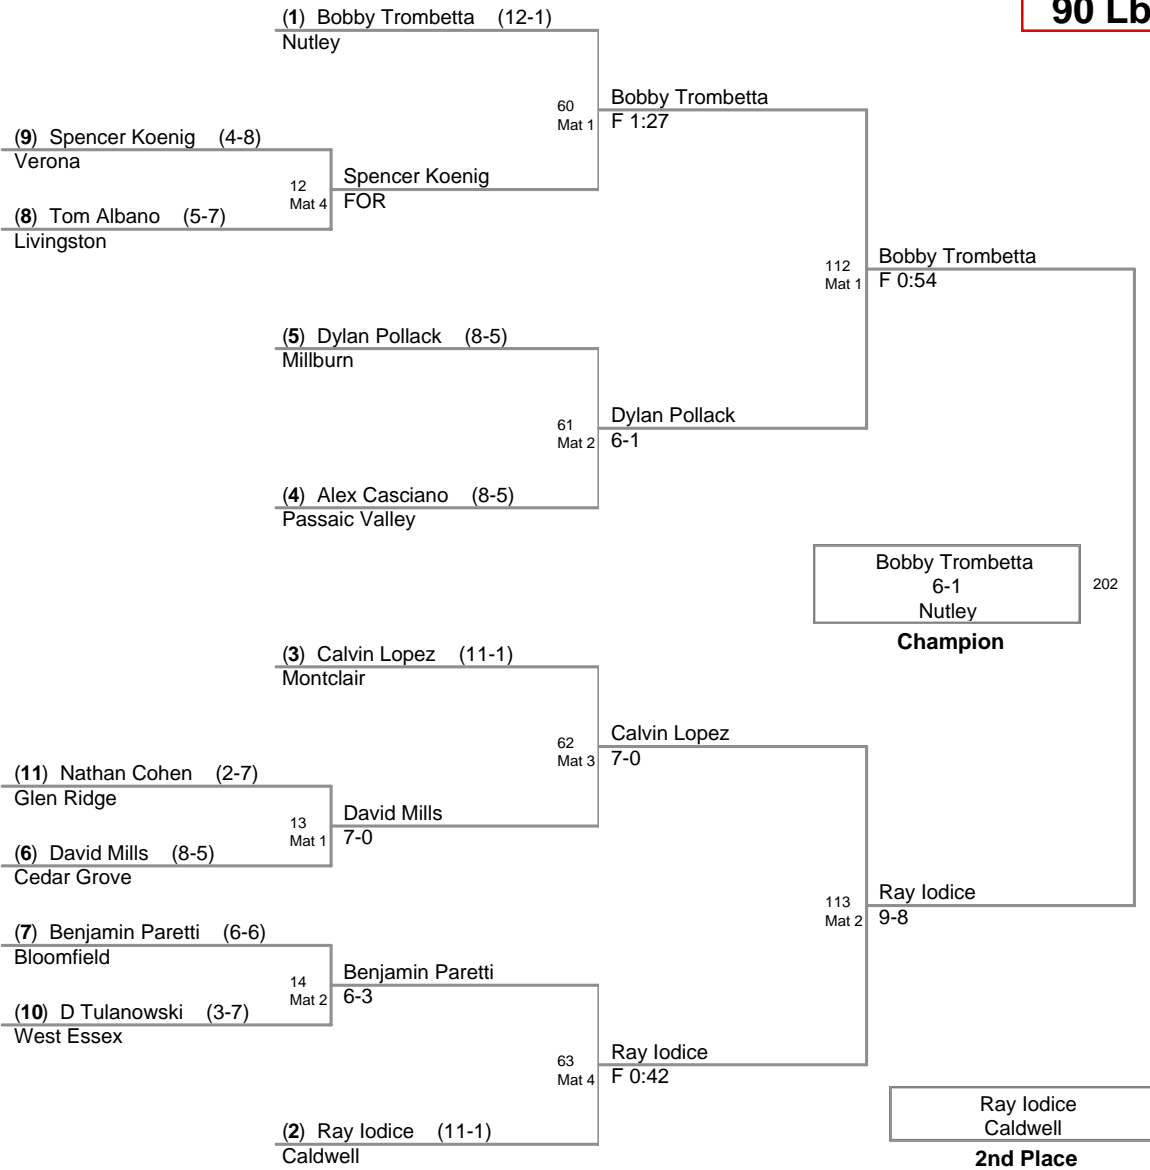 90 Lb
(1) Bobby Trombetta (12-1)
Nutley
60
Mat 1
Bobby Trombetta
F 1:27
(9) Spencer Koenig (4-8)
Verona
12
Mat 4
Spencer Koenig
FOR
(8) Tom Albano (5-7)
Livingston
112
Mat 1
Bobby Trombetta
F 0:54
(5) Dylan Pollack (8-5)
Millburn
61
Mat 2
Dylan Pollack
6-1
(4) Alex Casciano (8-5)
Passaic Valley
Bobby Trombetta
6-1
Nutley
202
Champion
(3) Calvin Lopez (11-1)
Montclair
62
Mat 3
Calvin Lopez
7-0
(11) Nathan Cohen (2-7)
Glen Ridge
13
Mat 1
David Mills
7-0
(6) David Mills (8-5)
Cedar Grove
113
Mat 2
Ray Iodice
9-8
(7) Benjamin Paretti (6-6)
Bloomfield
14
Mat 2
Benjamin Paretti
6-3
(10) D Tulanowski (3-7)
West Essex
63
Mat 4
Ray Iodice
F 0:42
(2) Ray Iodice (11-1)
Caldwell
Ray Iodice
Caldwell
2nd Place